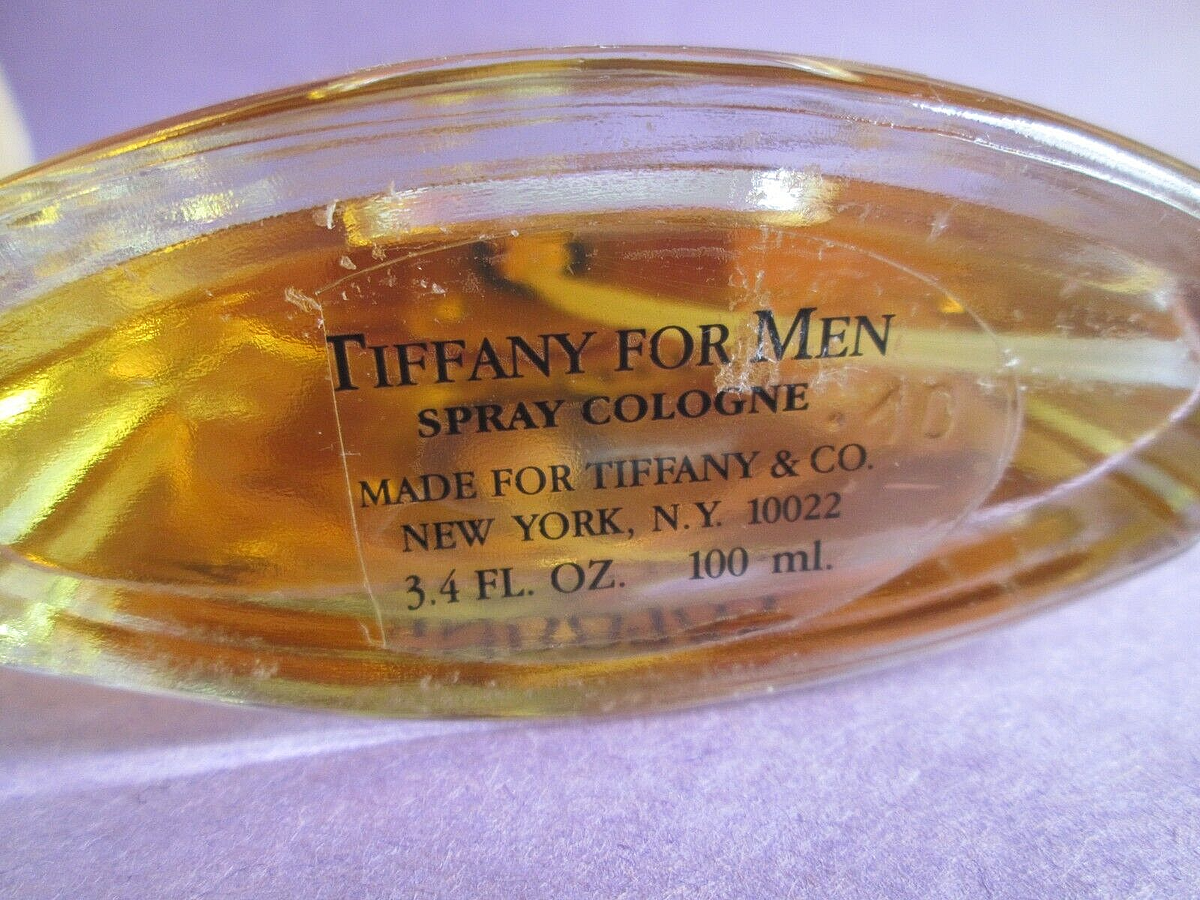 TIFFANY FOR MEN
SPRAY COLOGNE
MADE FOR TIFFANY & CO.
NEW YORK, N.Y. 10022
3.4 FL. OZ. 100 ml.